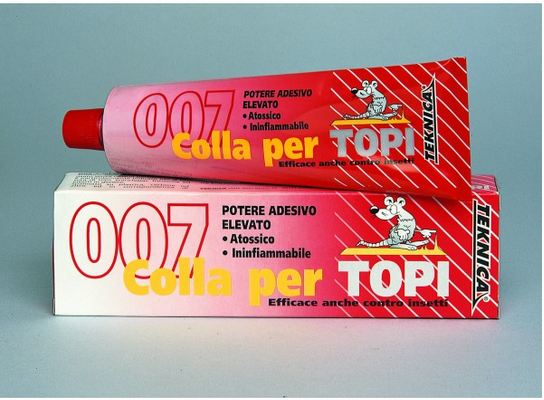 007
POTERE ADESIVO
ELEVATO
• Atossico
• Ininfiammabile
Colla per TOPI
Efficace anche contro insetti
TEKNICA
007
POTERE ADESIVO
ELEVATO
• Atossico
• Ininfiammabile
Colla per TOPI
Efficace anche contro insetti
TEKNICA®